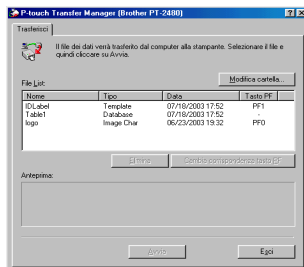 P-touch Transfer Manager (Brother PT-2480)
Trasferisci
Il file dei dati verrà trasferito dal computer alla stampante. Selezionare il file e
quindi cliccare su Avvia.
File List:
Modifica cartella...
Nome Tipo Data Tasto PF
IDLabel Template 07/18/2003 17:52 PF1
Table1 Database 07/18/2003 17:52 -
logo Image Char 06/23/2003 19:32 PF0
Elimina
Cambia corrispondenza tasto PF
Anteprima:
Avvia
Esci